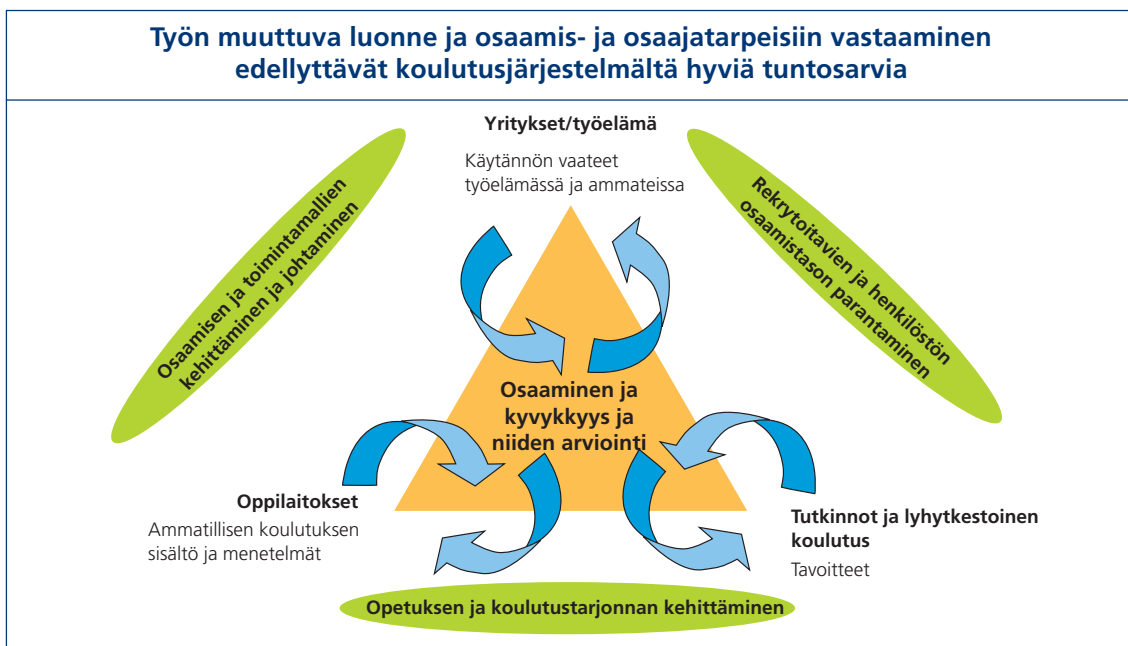 Työn muuttuva luonne ja osaamis- ja osaajatarpeisiin vastaaminen
edellyttävät koulutusjärjestelmältä hyviä tuntosarvia
Yritykset/työelämä
Käytännön vaateet
työelämässä ja ammateissa
Osaamisen ja toimintamallien
kehittäminen ja johtaminen
Rekrytoitavien ja henkilöstön
osaamistason parantaminen
Osaaminen ja
kyvykkyys ja
niiden arviointi
Oppilaitokset
Ammatillisen koulutuksen
sisältö ja menetelmät
Tutkinnot ja lyhytkestoinen
koulutus
Tavoitteet
Opetuksen ja koulutustarjonnan kehittäminen